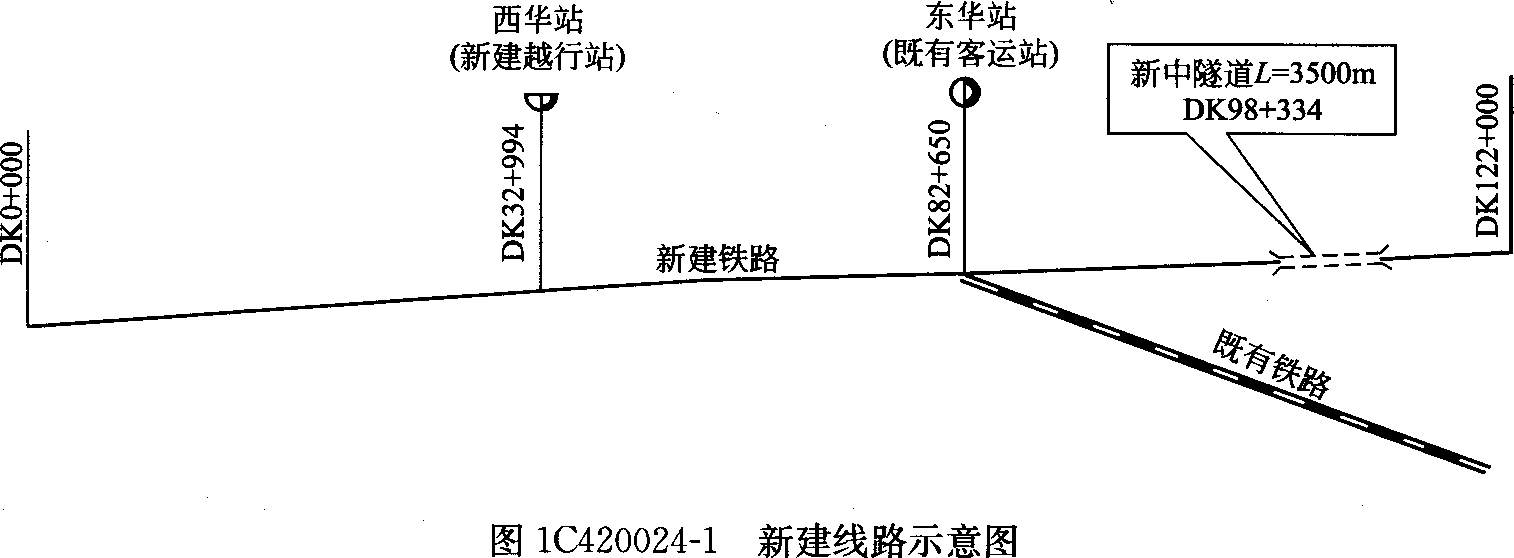 西华站
(新建越行站)
东华站
(既有客运站)
新中隧道L=3500m
DK98+334
DK0+000
DK32+994
DK82+650
DK122+000
新建铁路
既有铁路
图 1C420024-1 新建线路示意图